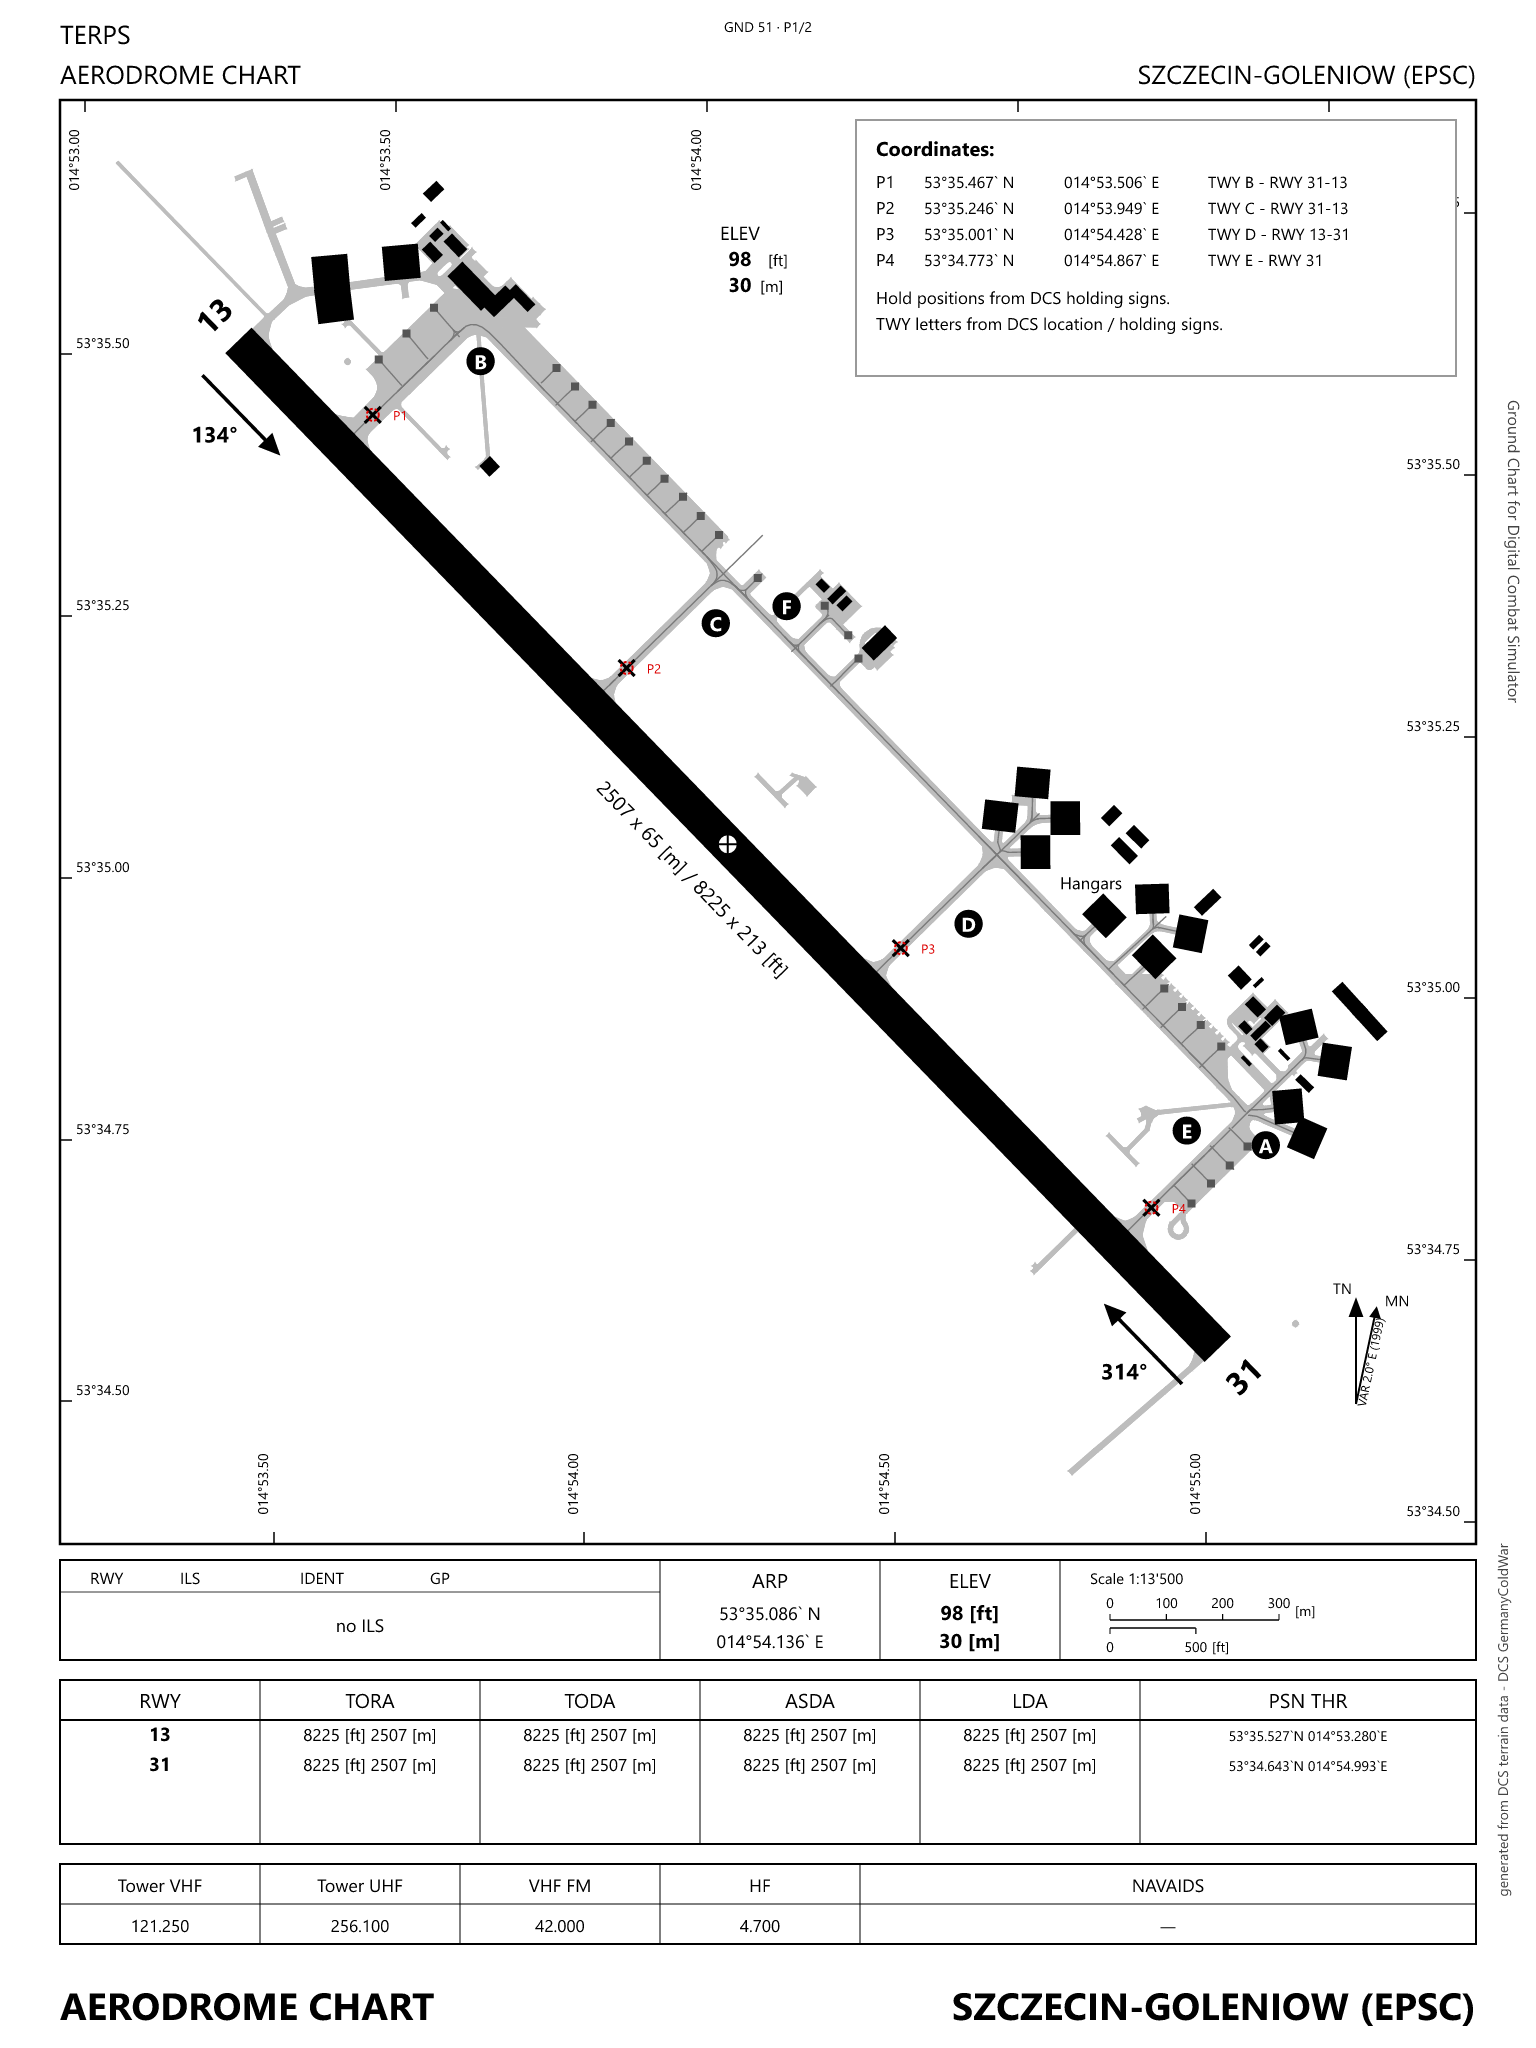 GND 51 · P1/2
TERPS
AERODROME CHART
SZCZECIN-GOLENIOW (EPSC)
014°53.00
014°53.50
014°54.00
Coordinates:
P1 53°35.467` N 014°53.506` E TWY B - RWY 31-13
P2 53°35.246` N 014°53.949` E TWY C - RWY 31-13
P3 53°35.001` N 014°54.428` E TWY D - RWY 13-31
P4 53°34.773` N 014°54.867` E TWY E - RWY 31
Hold positions from DCS holding signs.
TWY letters from DCS location / holding signs.
ELEV
98 [ft]
30 [m]
13
53°35.50
B
134°
P1
53°35.50
Ground Chart for Digital Combat Simulator
53°35.25
F
C
P2
53°35.25
2507 x 65 [m] / 8225 x 213 [ft]
53°35.00
Hangars
D
P3
53°35.00
53°34.75
E
A
P4
53°34.75
TN
MN
VAR 2.0° E (1999)
314°
31
53°34.50
014°53.50
014°54.00
014°54.50
014°55.00
53°34.50
RWY ILS IDENT GP
no ILS
ARP
53°35.086` N
014°54.136` E
ELEV
98 [ft]
30 [m]
Scale 1:13'500
0 100 200 300 [m]
0 500 [ft]
generated from DCS terrain data - DCS GermanyColdWar
RWY TORA TODA ASDA LDA PSN THR
13 8225 [ft] 2507 [m] 8225 [ft] 2507 [m] 8225 [ft] 2507 [m] 8225 [ft] 2507 [m] 53°35.527`N 014°53.280`E
31 8225 [ft] 2507 [m] 8225 [ft] 2507 [m] 8225 [ft] 2507 [m] 8225 [ft] 2507 [m] 53°34.643`N 014°54.993`E
Tower VHF Tower UHF VHF FM HF NAVAIDS
121.250 256.100 42.000 4.700 —
AERODROME CHART
SZCZECIN-GOLENIOW (EPSC)